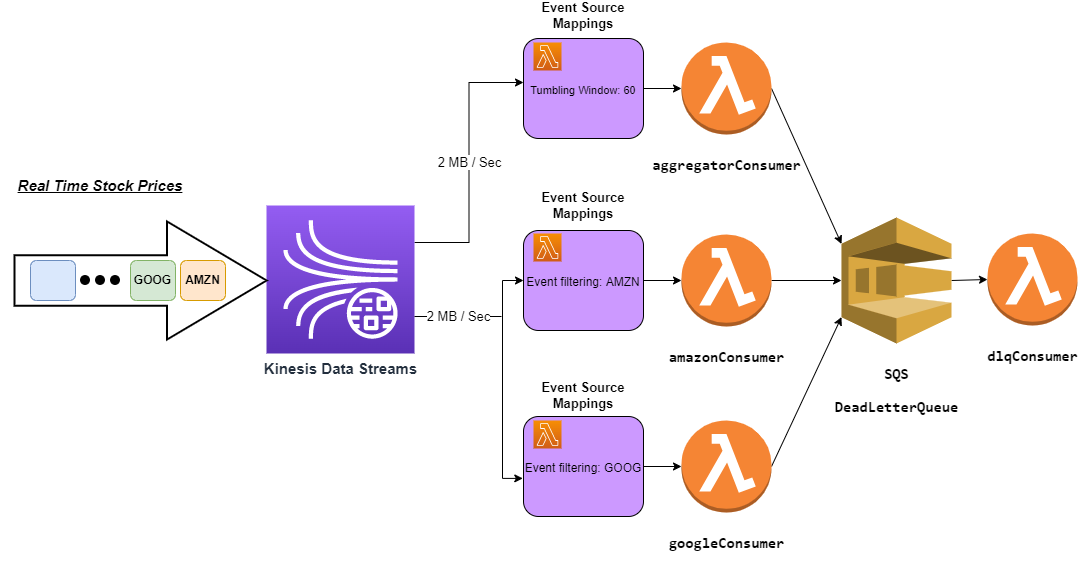 Event Source
Mappings
Tumbling Window: 60
aggregatorConsumer
2 MB / Sec
Real Time Stock Prices
GOOG
AMZN
Kinesis Data Streams
2 MB / Sec
Event Source
Mappings
Event filtering: AMZN
amazonConsumer
Event Source
Mappings
Event filtering: GOOG
googleConsumer
SQS
DeadLetterQueue
dlqConsumer